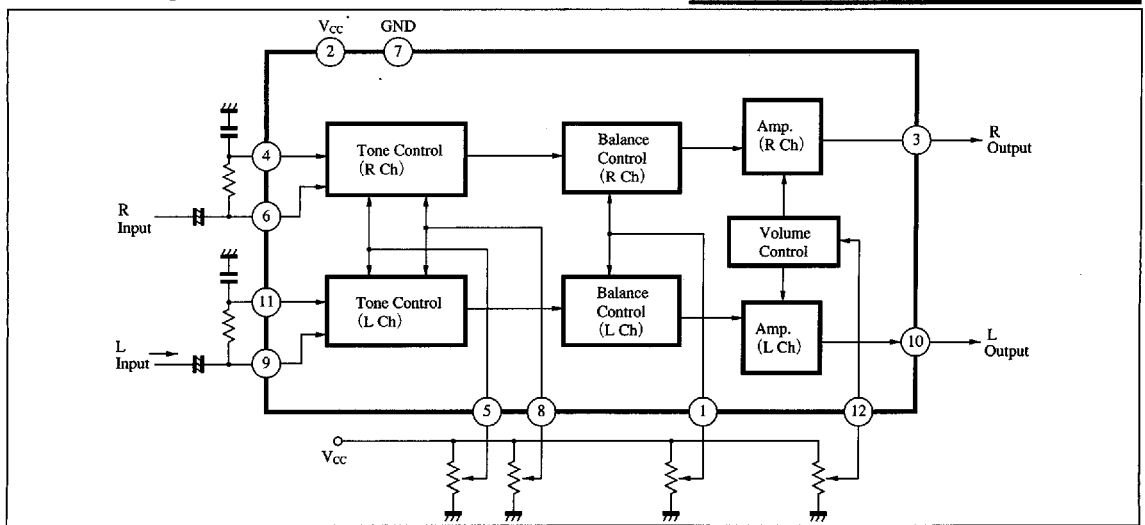 VCC GND
2 7
4
Tone Control
(R Ch)
Balance
Control
(R Ch)
Amp.
(R Ch)
3
R
Output
R
Input
6
Volume
Control
11
Tone Control
(L Ch)
Balance
Control
(L Ch)
Amp.
(L Ch)
10
L
Output
L
Input
9
5 8 1 12
VCC